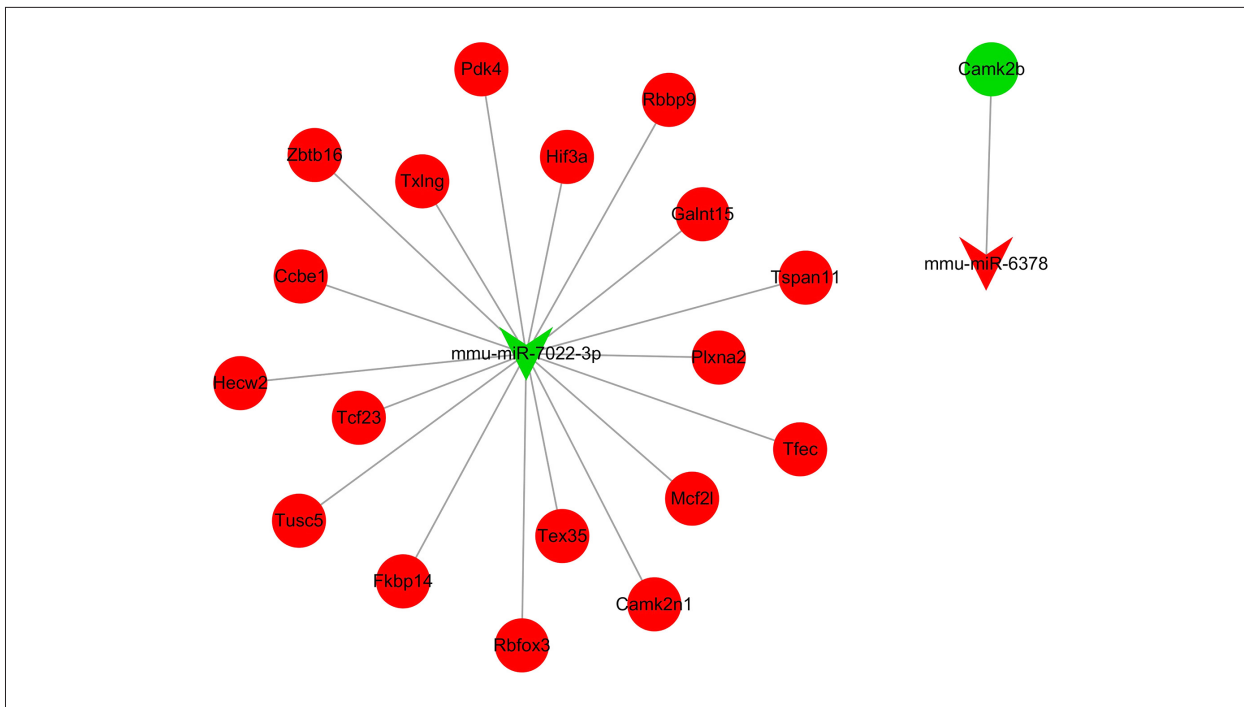 Pdk4
Camk2b
Rbbp9
Zbtb16
Hif3a
Txlng
Galnt15
mmu-miR-6378
Ccbe1
Tspan11
mmu-miR-7022-3p
Plxna2
Hecw2
Tcf23
Tfec
Mcf2l
Tusc5
Tex35
Fkbp14
Camk2n1
Rbfox3